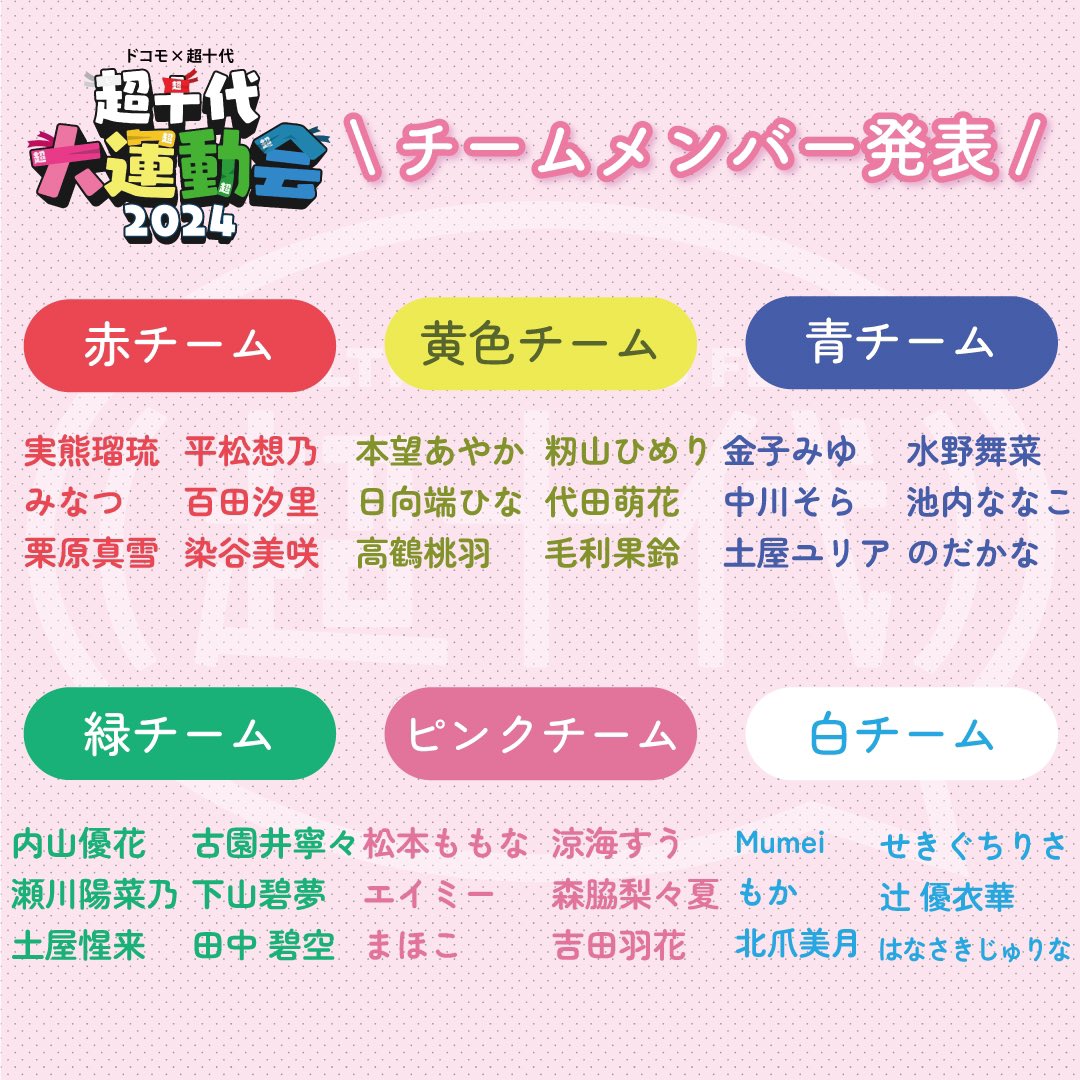 ドコモ×超十代
超十代
大運動会
2024
\ チームメンバー発表 /
赤チーム
実熊瑠琉 平松想乃
みなつ 百田汐里
栗原真雪 染谷美咲
黄色チーム
本望あやか 籾山ひめり
日向端ひな 代田萌花
高鶴桃羽 毛利果鈴
青チーム
金子みゆ 水野舞菜
中川そら 池内ななこ
土屋ユリア のだかな
緑チーム
内山優花 古園井寧々
瀬川陽菜乃 下山碧夢
土屋惺来 田中 碧空
ピンクチーム
松本ももな 涼海すう
エイミー 森脇梨々夏
まほこ 吉田羽花
白チーム
Mumei せきぐちりさ
もか 辻 優衣華
北爪美月 はなさきじゅりな